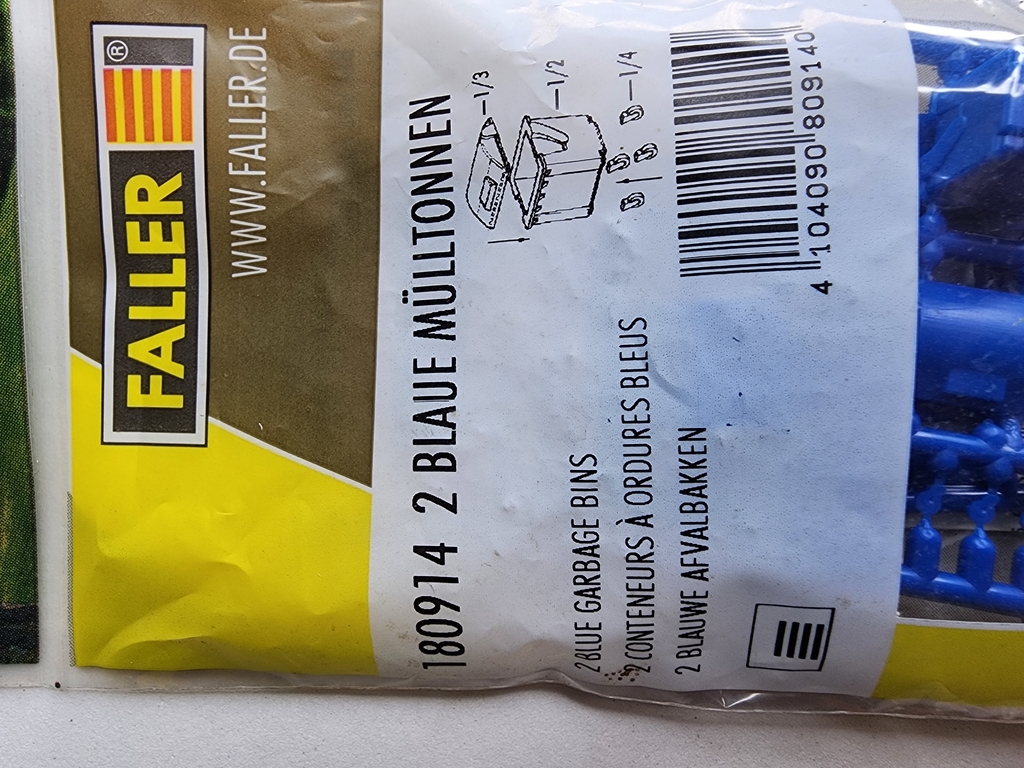 FALLER
®
WWW.FALLER.DE
180914 2 BLAUE MÜLLTONNEN
1/3
1/2
1/4
2 BLUE GARBAGE BINS
2 CONTENEURS À ORDURES BLEUS
2 BLAUWE AFVALBAKKEN
4 104090 809140